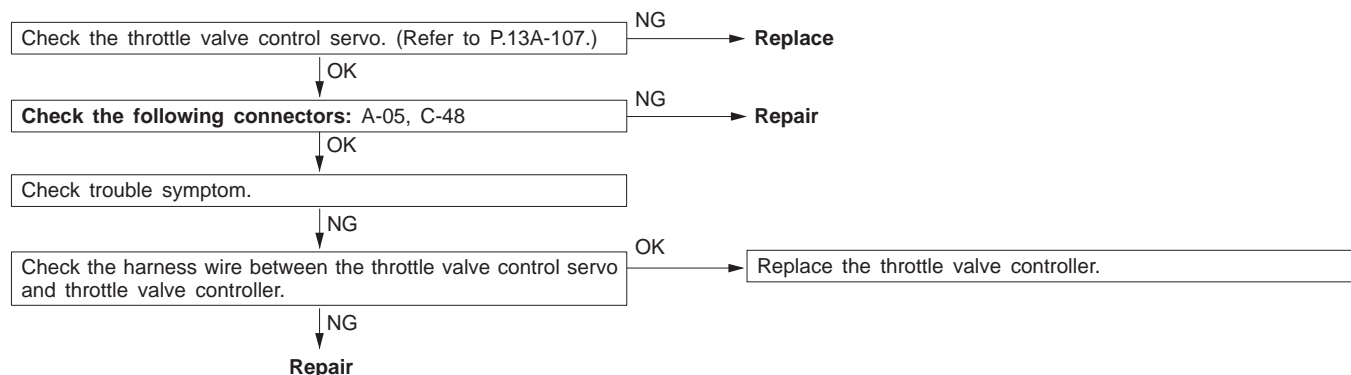 NG
Check the throttle valve control servo. (Refer to P.13A-107.)
Replace
OK
NG
Check the following connectors: A-05, C-48
Repair
OK
Check trouble symptom.
NG
OK
Check the harness wire between the throttle valve control servo
and throttle valve controller.
Replace the throttle valve controller.
NG
Repair